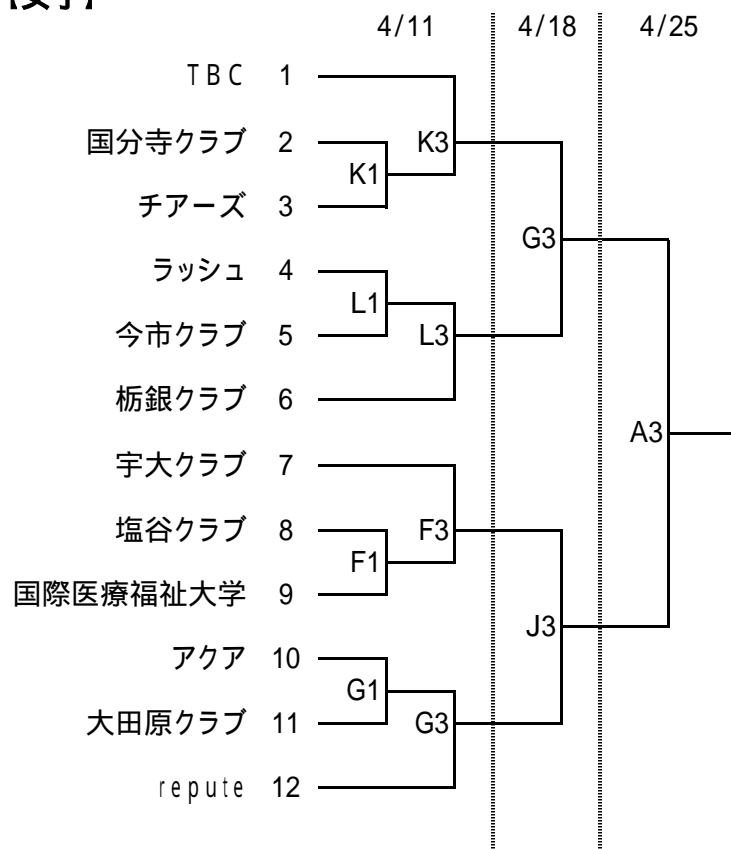 【女子】
4/11 4/18 4/25
TBC 1
国分寺クラブ 2
チアーズ 3
ラッシュ 4
今市クラブ 5
栃銀クラブ 6
宇大クラブ 7
塩谷クラブ 8
国際医療福祉大学 9
アクア 10
大田原クラブ 11
repute 12
K1
L1
F1
G1
K3
L3
F3
G3
G3
J3
A3